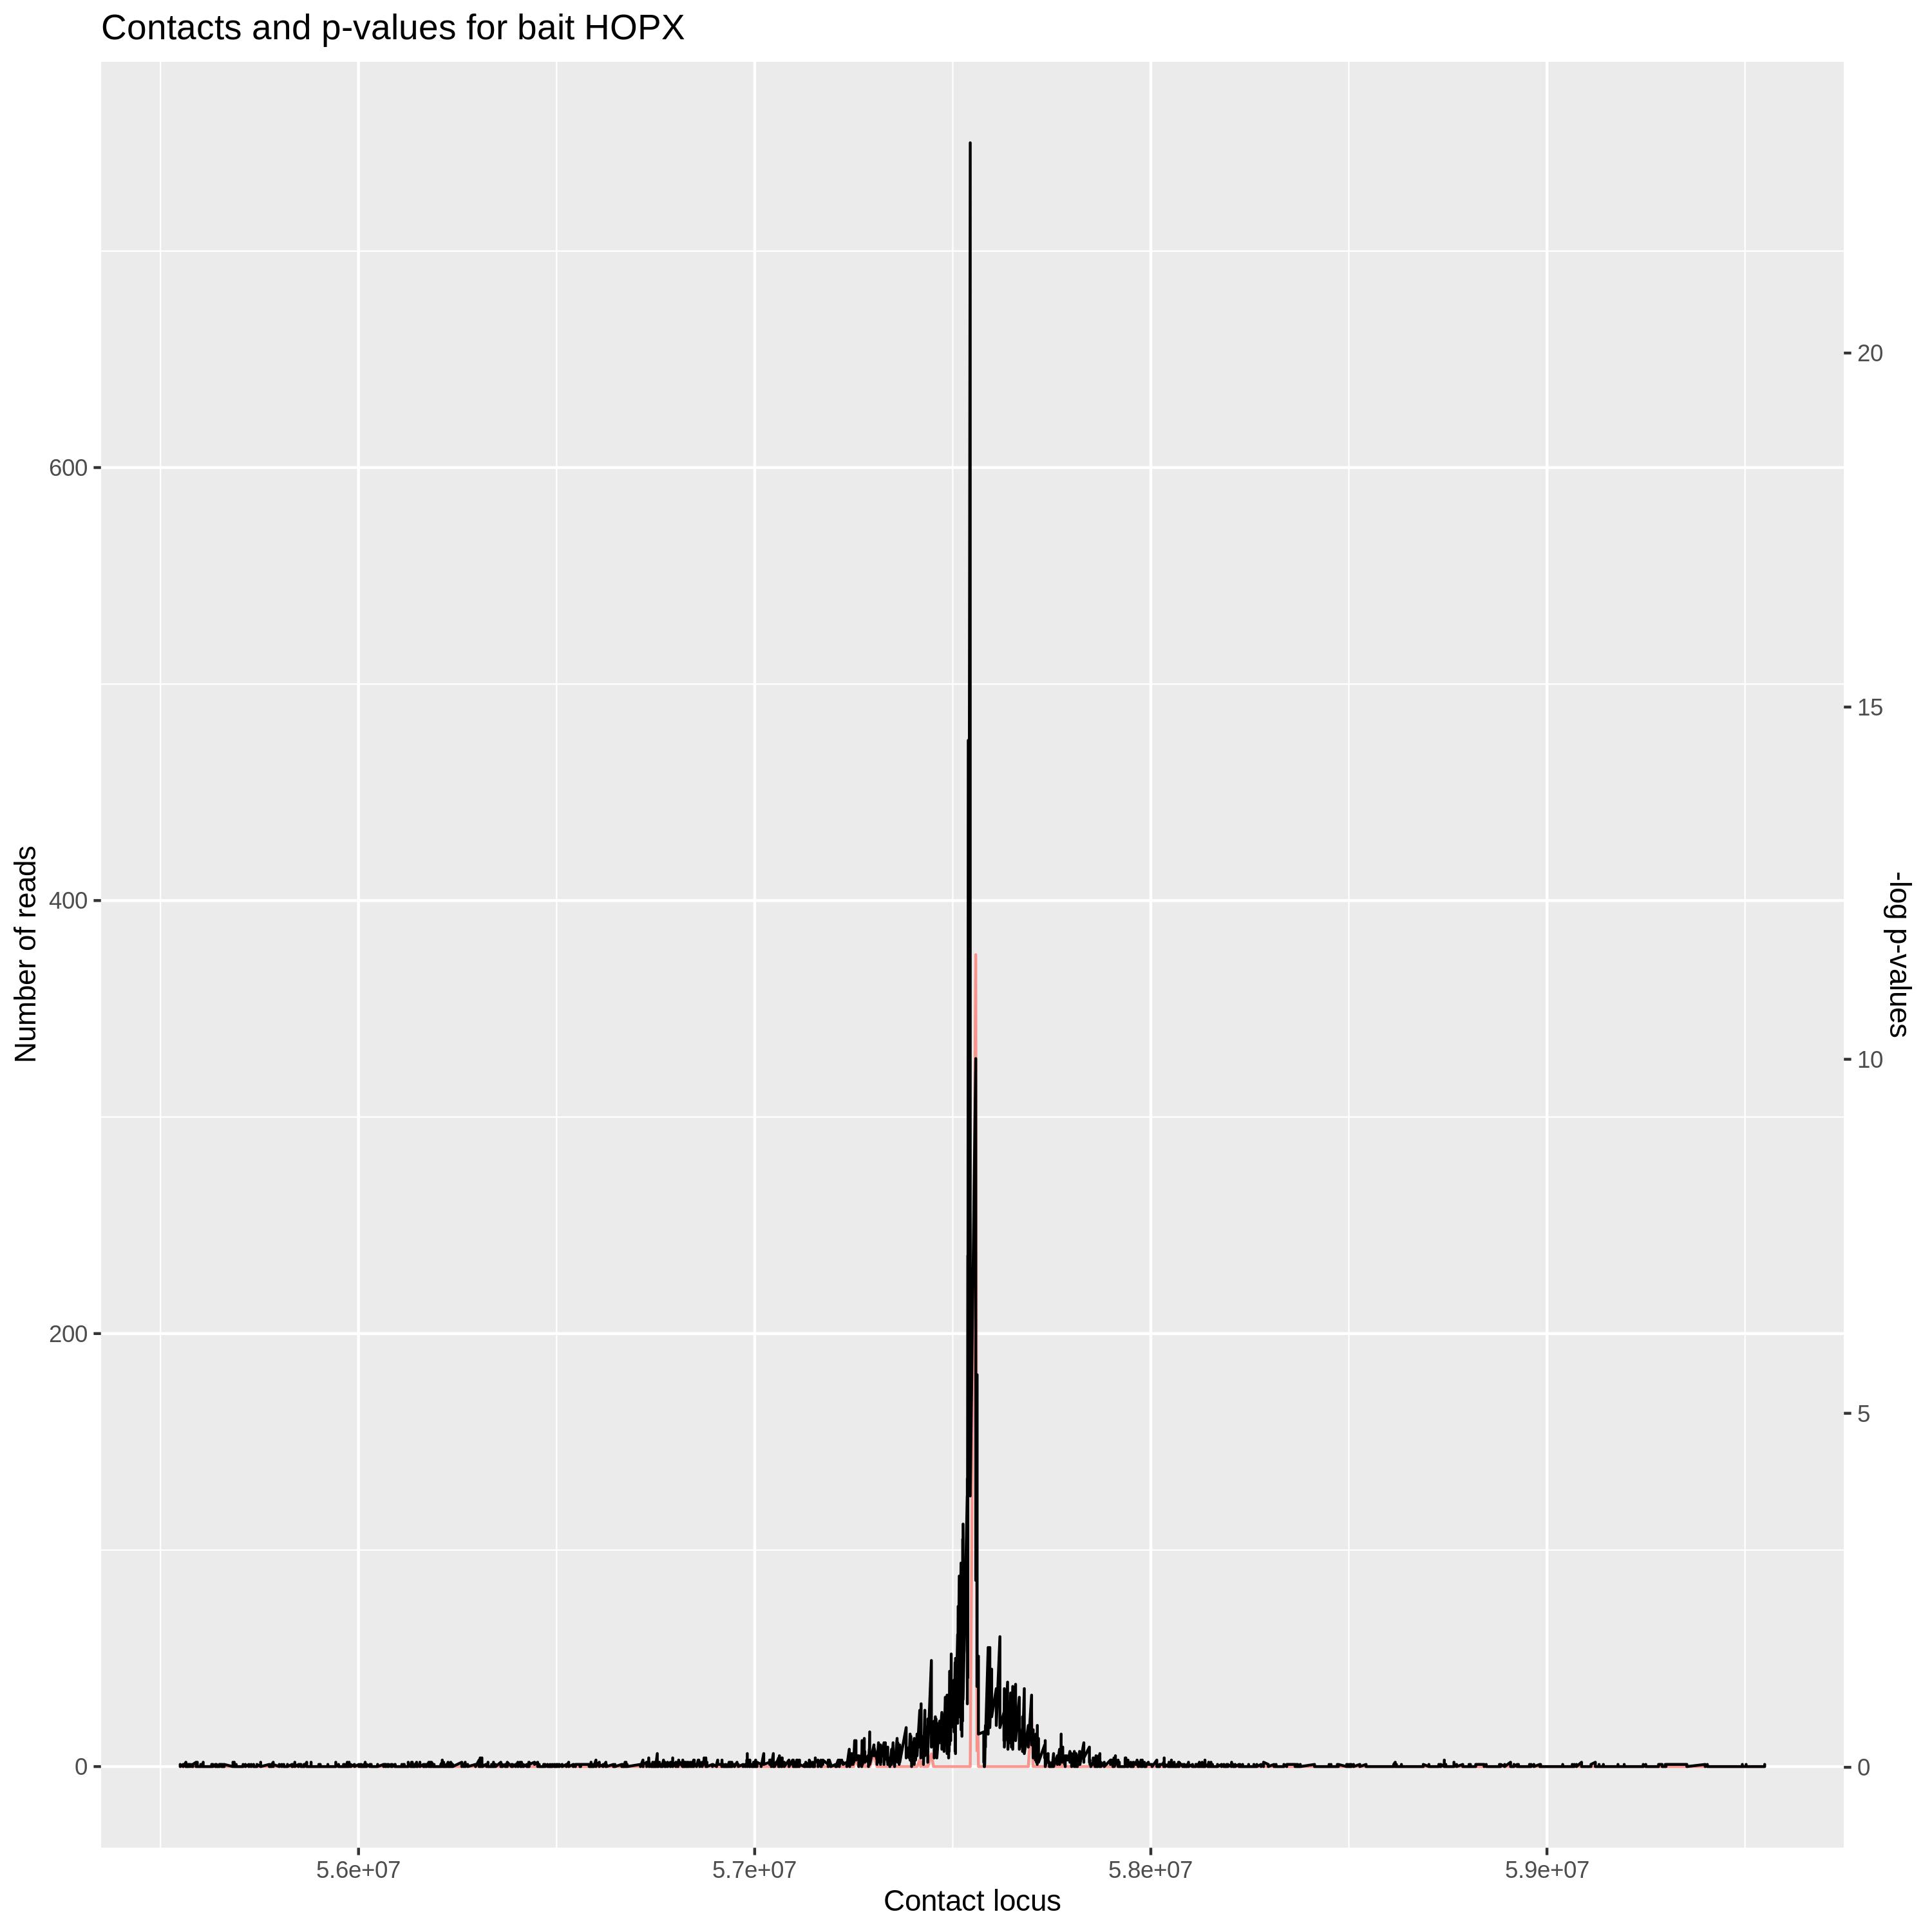 Contacts and p-values for bait HOPX
Number of reads
600
400
200
0
20
15
10
5
0
-log p-values
5.6e+07
5.7e+07
5.8e+07
5.9e+07
Contact locus